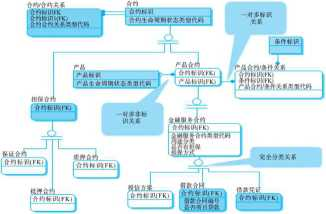 合约/合约关系
合约标识(FK)
合约标识1(FK)
合约合约关系类型代码
合约
合约标识
合约生命周期状态类型代码
一对多标识
关系
条件标识
产品
产品标识
产品生命周期状态类型代码
产品合约
合约标识(FK)
产品标识(FK)
产品合约/条件关系
合约标识(FK)
条件标识(FK)
产品合约/条件关系类型代码
担保合约
合约标识(FK)
一对多非标
识关系
金融服务合约
合约标识(FK)
金融服务合约类型代码
完全分类关系
保证合约
合约标识(FK)
质押合约
合约标识(FK)
抵押合约
合约标识(FK)
授信方案
合约标识(FK)
借款合同
合约标识(FK)
借款合同编号
借款凭证
合约标识(FK)